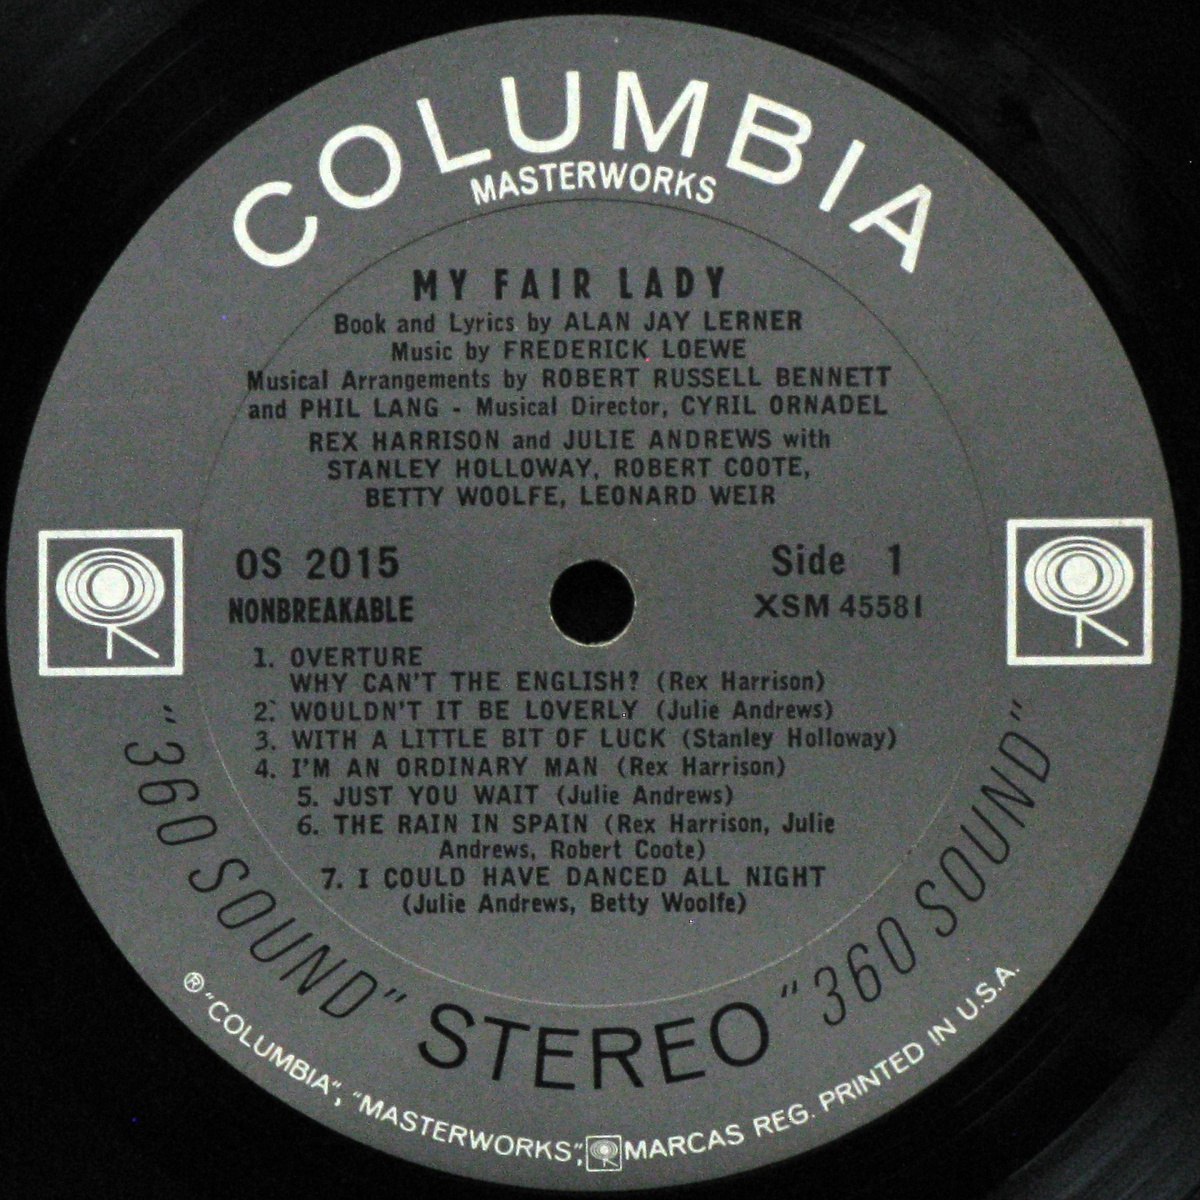 COLUMBIA
MASTERWORKS
MY FAIR LADY
Book and Lyrics by ALAN JAY LERNER
Music by FREDERICK LOEWE
Musical Arrangements by ROBERT RUSSELL BENNETT
and PHIL LANG - Musical Director, CYRIL ORNADEL
REX HARRISON and JULIE ANDREWS with
STANLEY HOLLOWAY, ROBERT COOTE,
BETTY WOOLFE, LEONARD WEIR
OS 2015
NONBREAKABLE
Side 1
XSM 45581
1. OVERTURE
WHY CAN'T THE ENGLISH? (Rex Harrison)
2. WOULDN'T IT BE LOVERLY (Julie Andrews)
3. WITH A LITTLE BIT OF LUCK (Stanley Holloway)
4. I'M AN ORDINARY MAN (Rex Harrison)
5. JUST YOU WAIT (Julie Andrews)
6. THE RAIN IN SPAIN (Rex Harrison, Julie
Andrews, Robert Coote)
7. I COULD HAVE DANCED ALL NIGHT
(Julie Andrews, Betty Woolfe)
"360 SOUND" STEREO "360 SOUND"
® "COLUMBIA", "MASTERWORKS", MARCAS REG. PRINTED IN U.S.A.